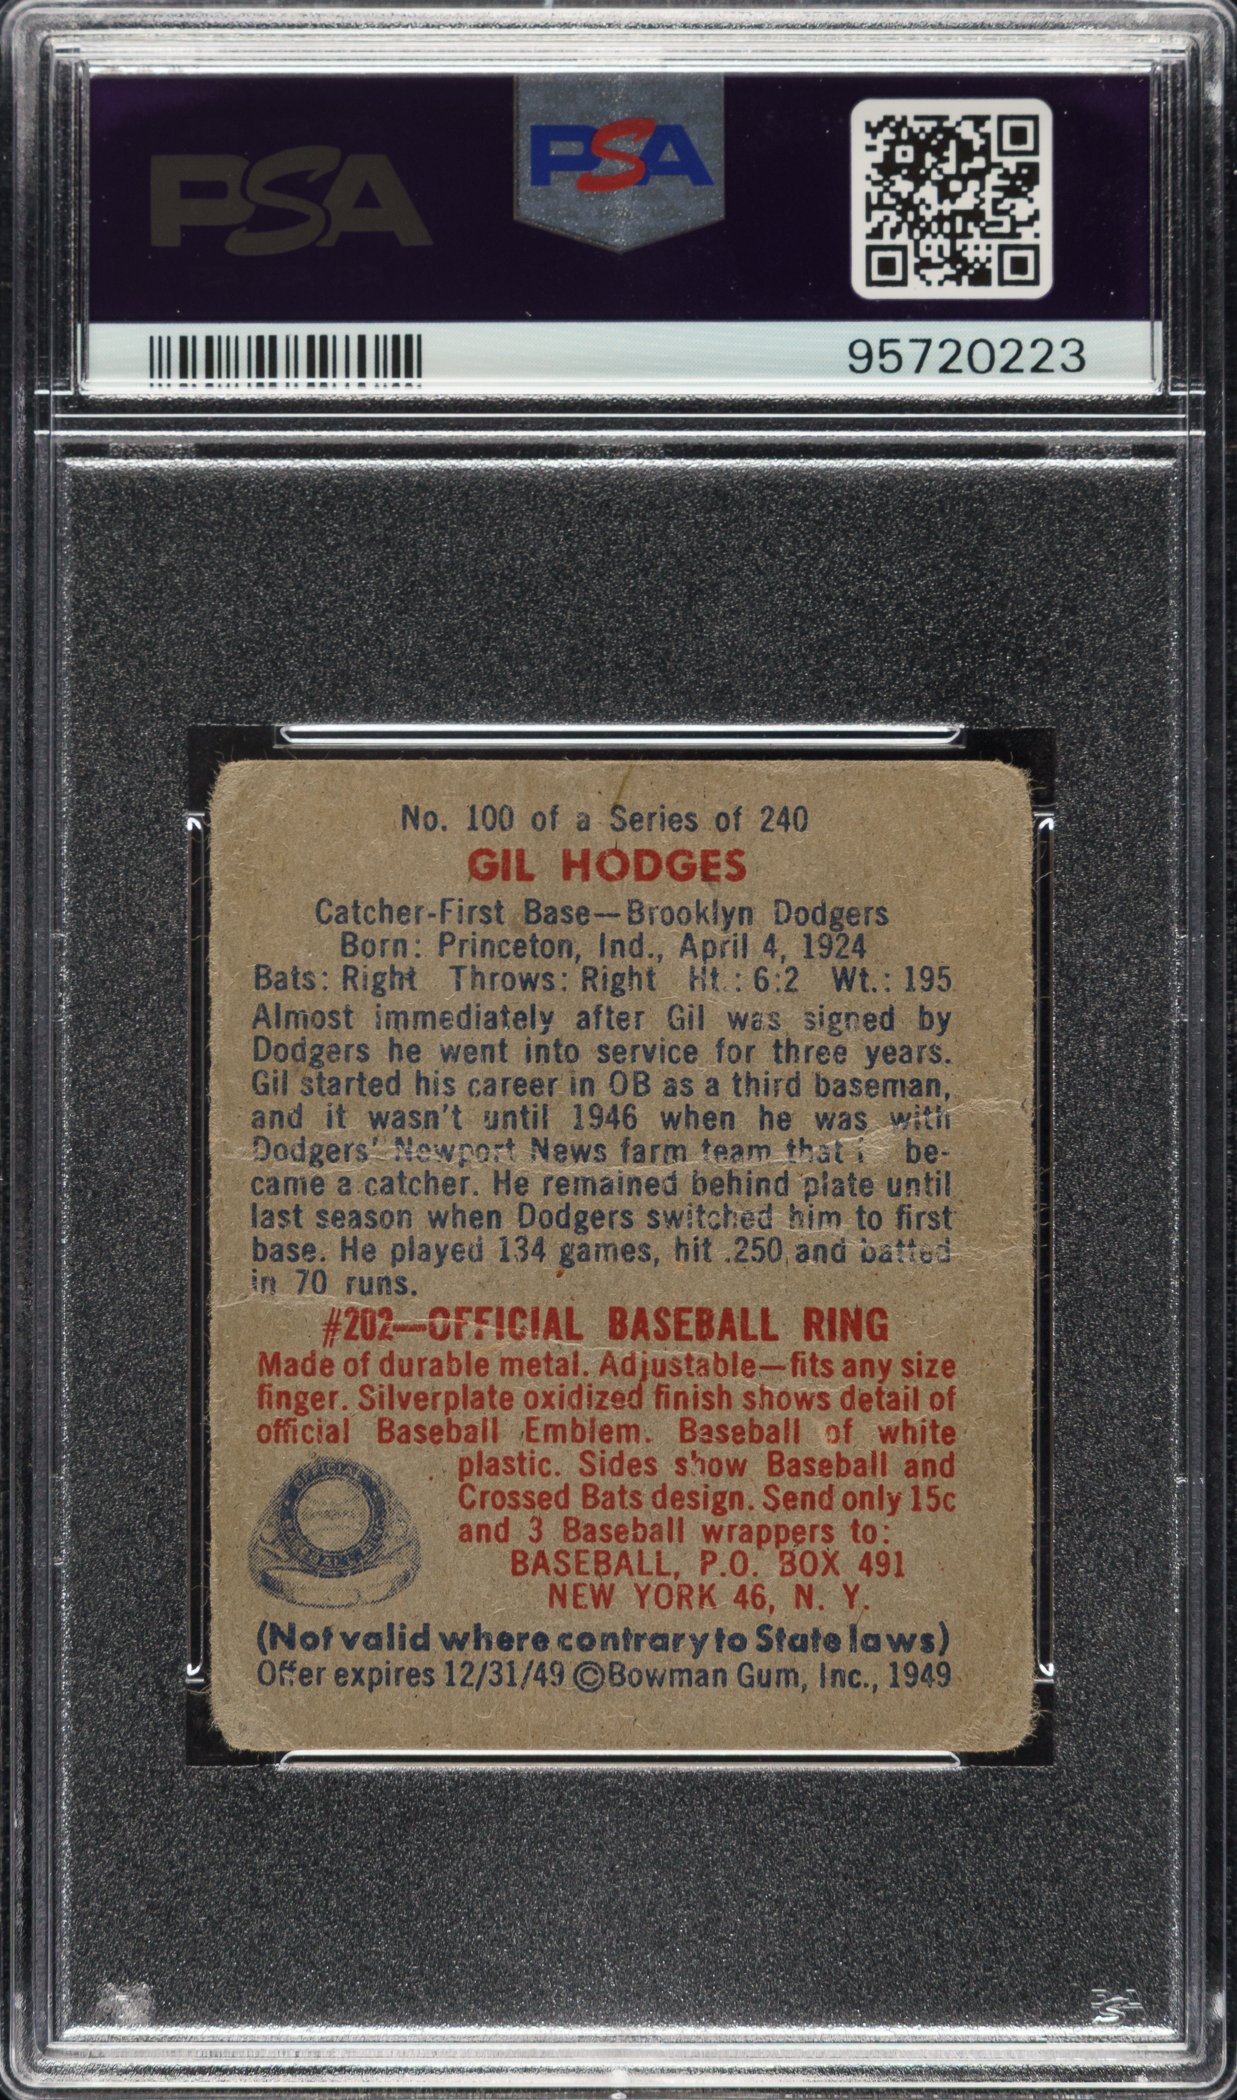 PSA
PSA
95720223
No. 100 of a Series of 240
GIL HODGES
Catcher-First Base—Brooklyn Dodgers
Born: Princeton, Ind., April 4, 1924
Bats: Right Throws: Right Ht.: 6:2 Wt.: 195
Almost immediately after Gil was signed by
Dodgers he went into service for three years.
Gil started his career in OB as a third baseman,
and it wasn't until 1946 when he was with
Dodgers' Newport News farm team that be-
came a catcher. He remained behind plate until
last season when Dodgers switched him to first
base. He played 134 games, hit .250 and batted
in 70 runs.
#202—OFFICIAL BASEBALL RING
Made of durable metal. Adjustable—fits any size
finger. Silverplate oxidized finish shows detail of
official Baseball Emblem. Baseball of white
plastic. Sides show Baseball and
Crossed Bats design. Send only 15c
and 3 Baseball wrappers to:
BASEBALL, P.O. BOX 491
NEW YORK 46, N. Y.
OFFICIAL
(Not valid where contrary to State laws)
Offer expires 12/31/49 ©Bowman Gum, Inc., 1949
PSA